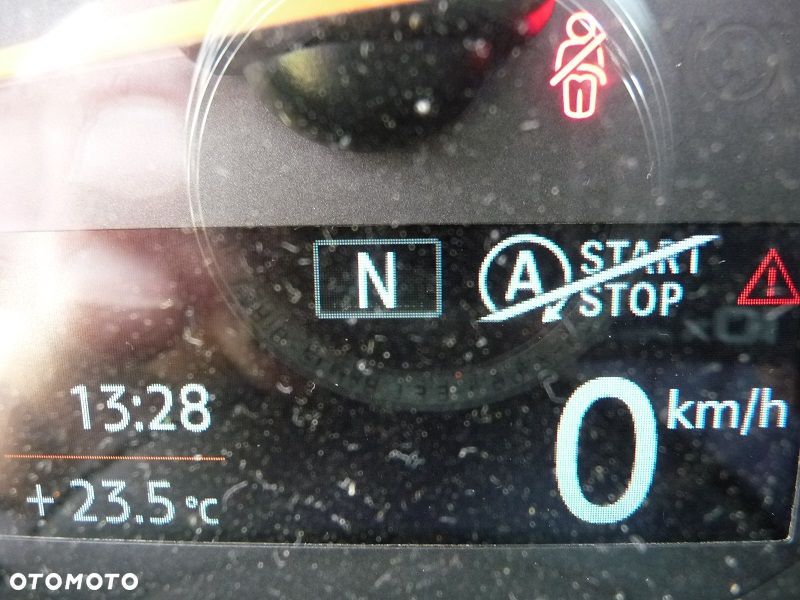 N
A START
STOP
13:28
0 km/h
+23.5°C
OTOMOTO